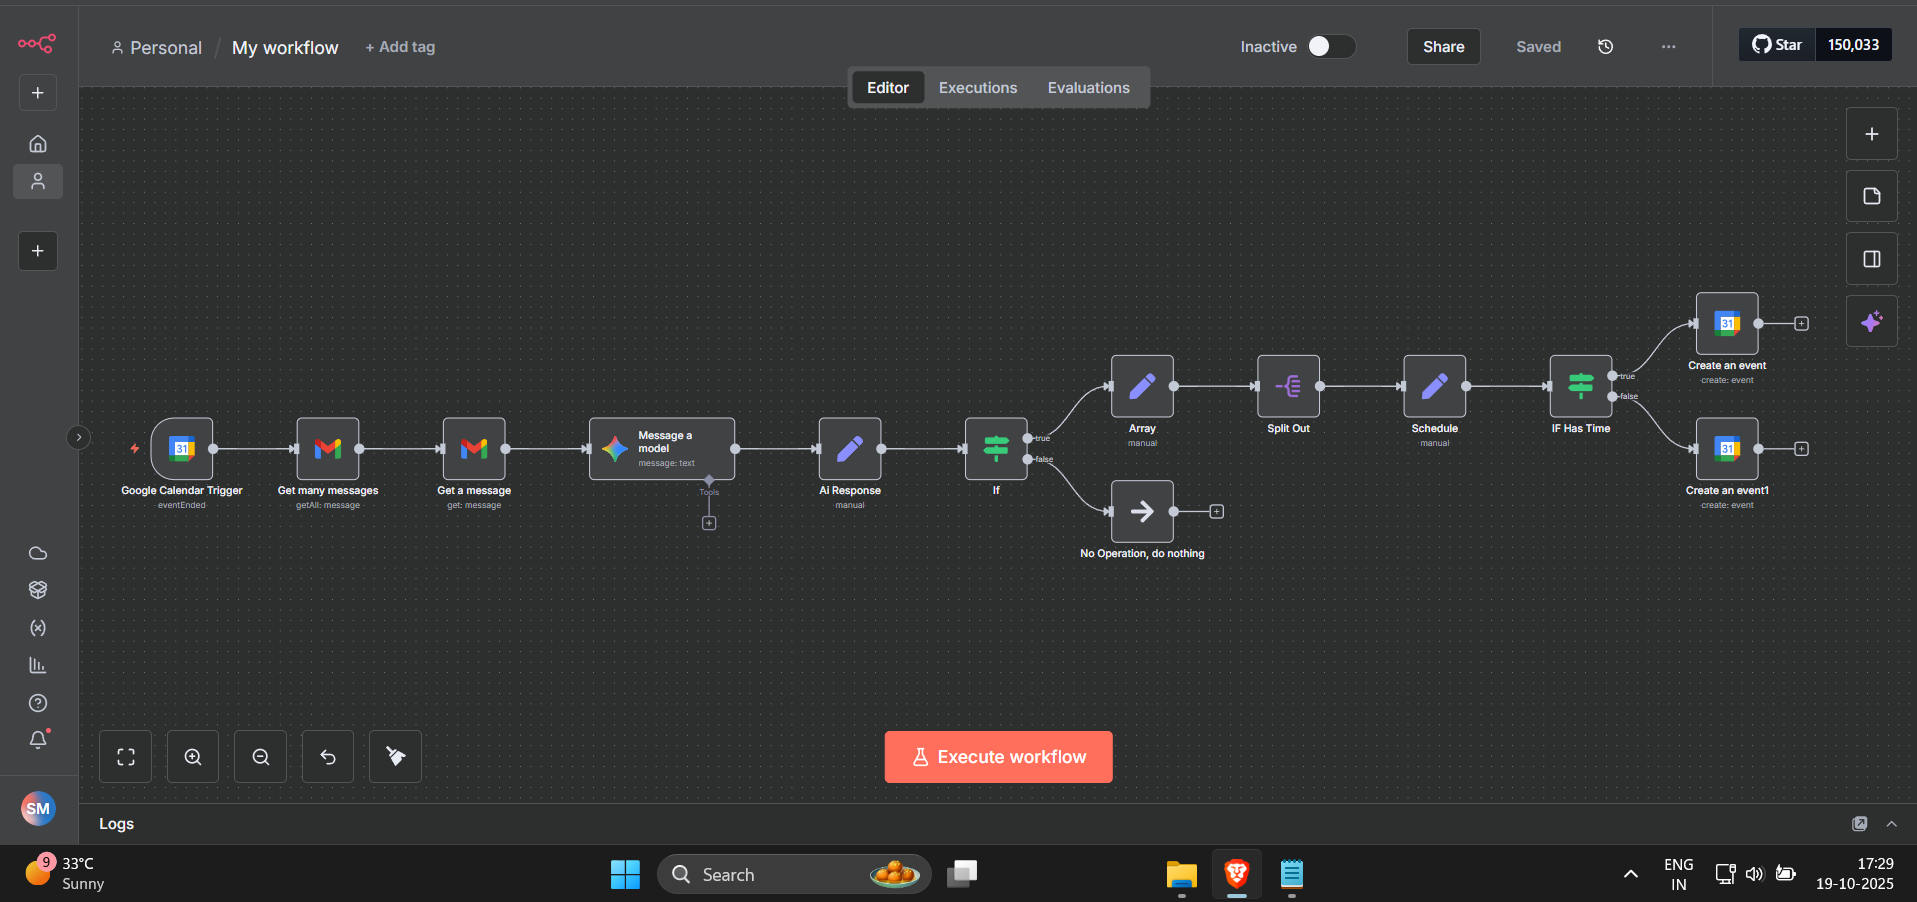 Personal / My workflow + Add tag
Inactive
Share
Saved
Star 150,033
Editor Executions Evaluations
31
Google Calendar Trigger
eventEnded
Get many messages
getAll: message
Get a message
get: message
Message a
model
message: text
Tools
Ai Response
manual
If
true
false
Array
manual
No Operation, do nothing
Split Out
Schedule
manual
IF Has Time
true
false
31
Create an event
create: event
31
Create an event1
create: event
Execute workflow
SM
Logs
9
33°C
Sunny
Search
ENG
IN
17:29
19-10-2025